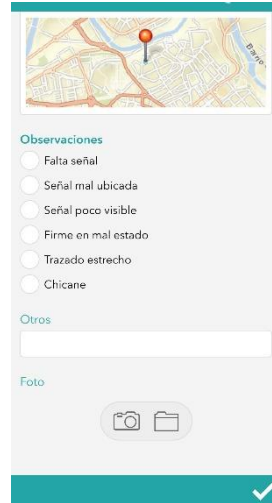 Observaciones
Falta señal
Señal mal ubicada
Señal poco visible
Firme en mal estado
Trazado estrecho
Chicane
Otros
Foto